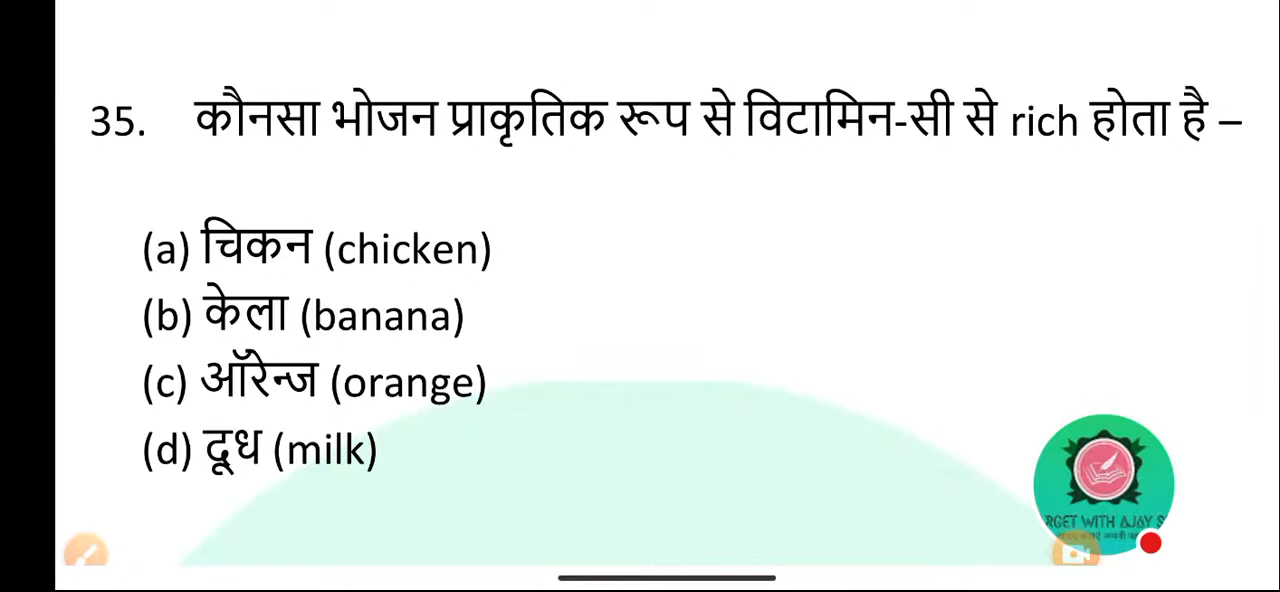 35. कौनसा भोजन प्राकृतिक रूप से विटामिन-सी से rich होता है –
(a) चिकन (chicken)
(b) केला (banana)
(c) ऑरेन्ज (orange)
(d) दूध (milk)
RGET WITH AJAY S